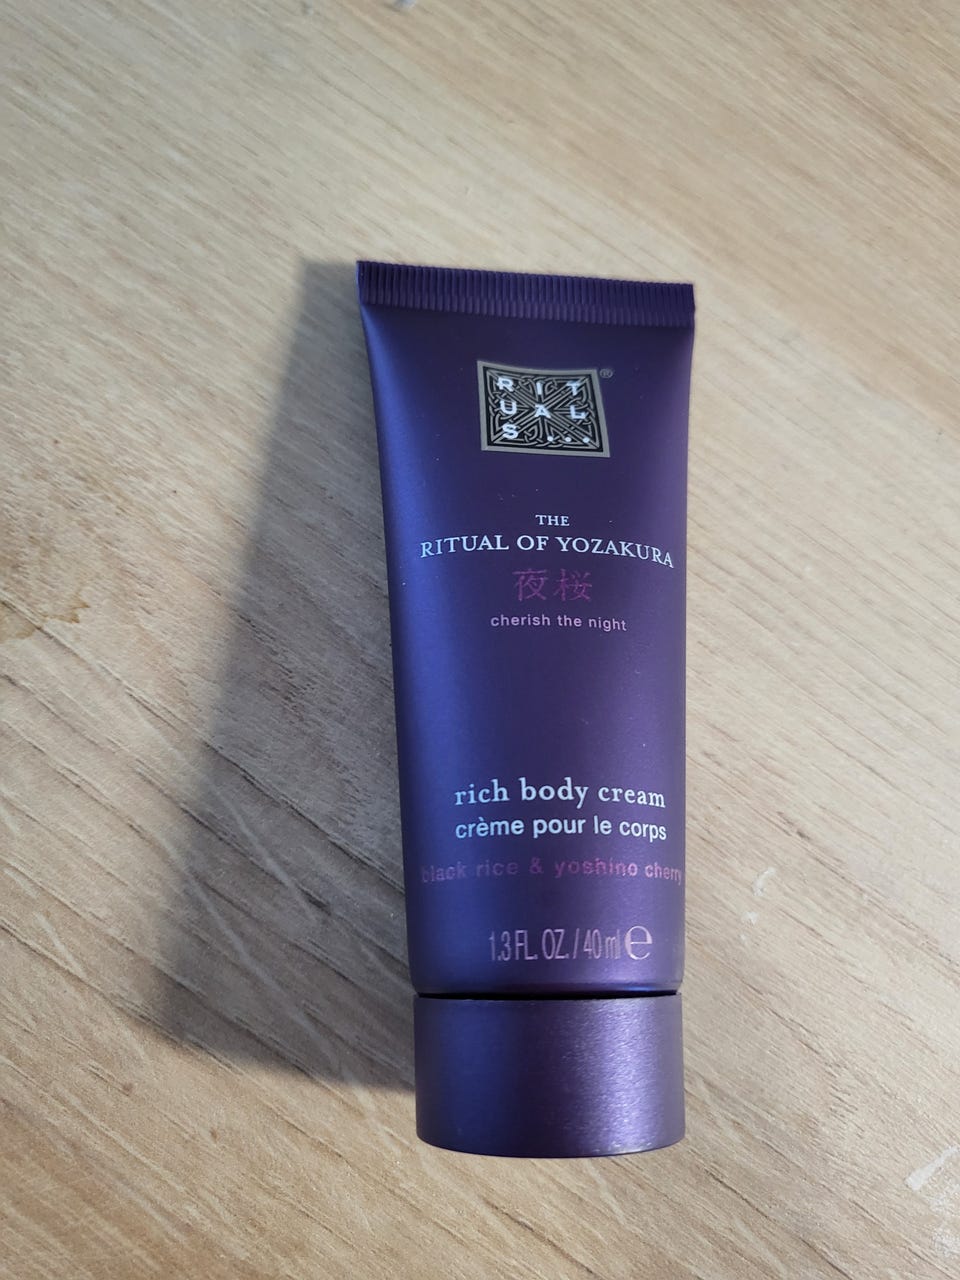 RIT
UAL
S...
®
THE
RITUAL OF YOZAKURA
夜桜
cherish the night
rich body cream
crème pour le corps
black rice & yoshino cherry
1.3 FL. OZ. / 40 ml ℮